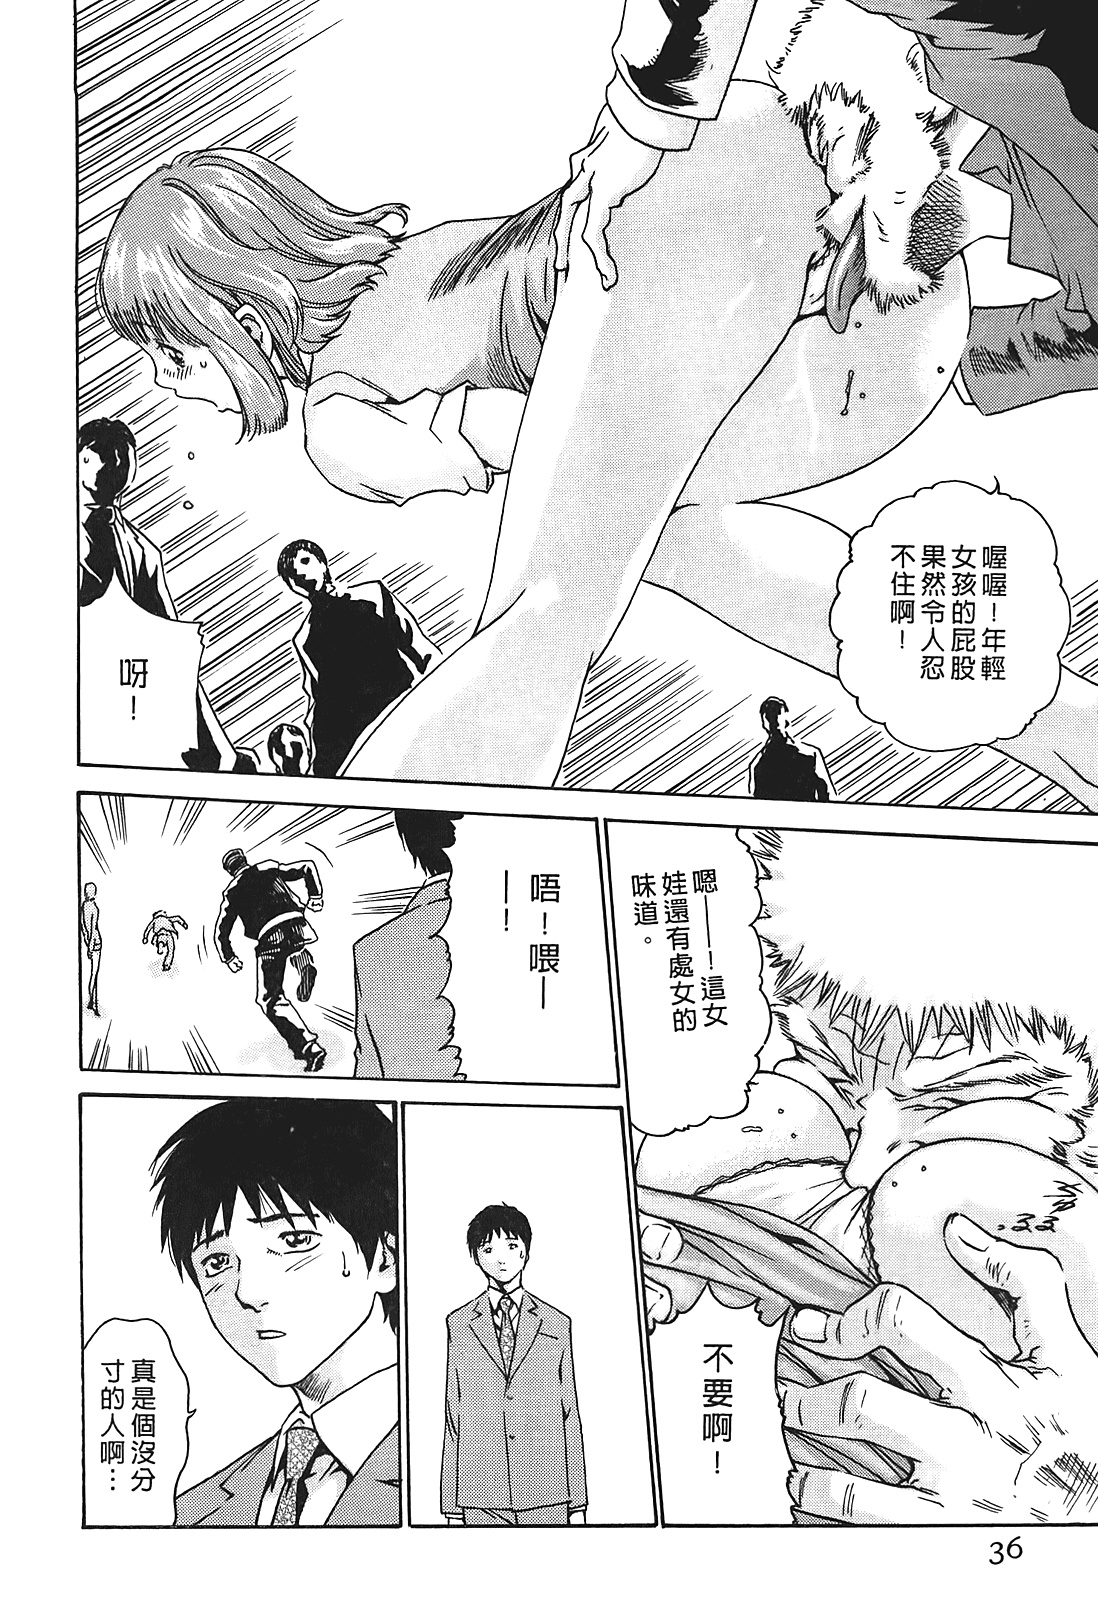 喔喔！年輕
女孩的屁股
果然令人忍
不住啊！
呀！
嗯——！這女
娃還有處女的
味道。
不要啊！
唔！喂—
—！
真是個沒分
寸的人啊…
36